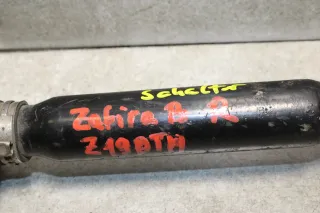 Schalter
Zafira B R
Z19DTH